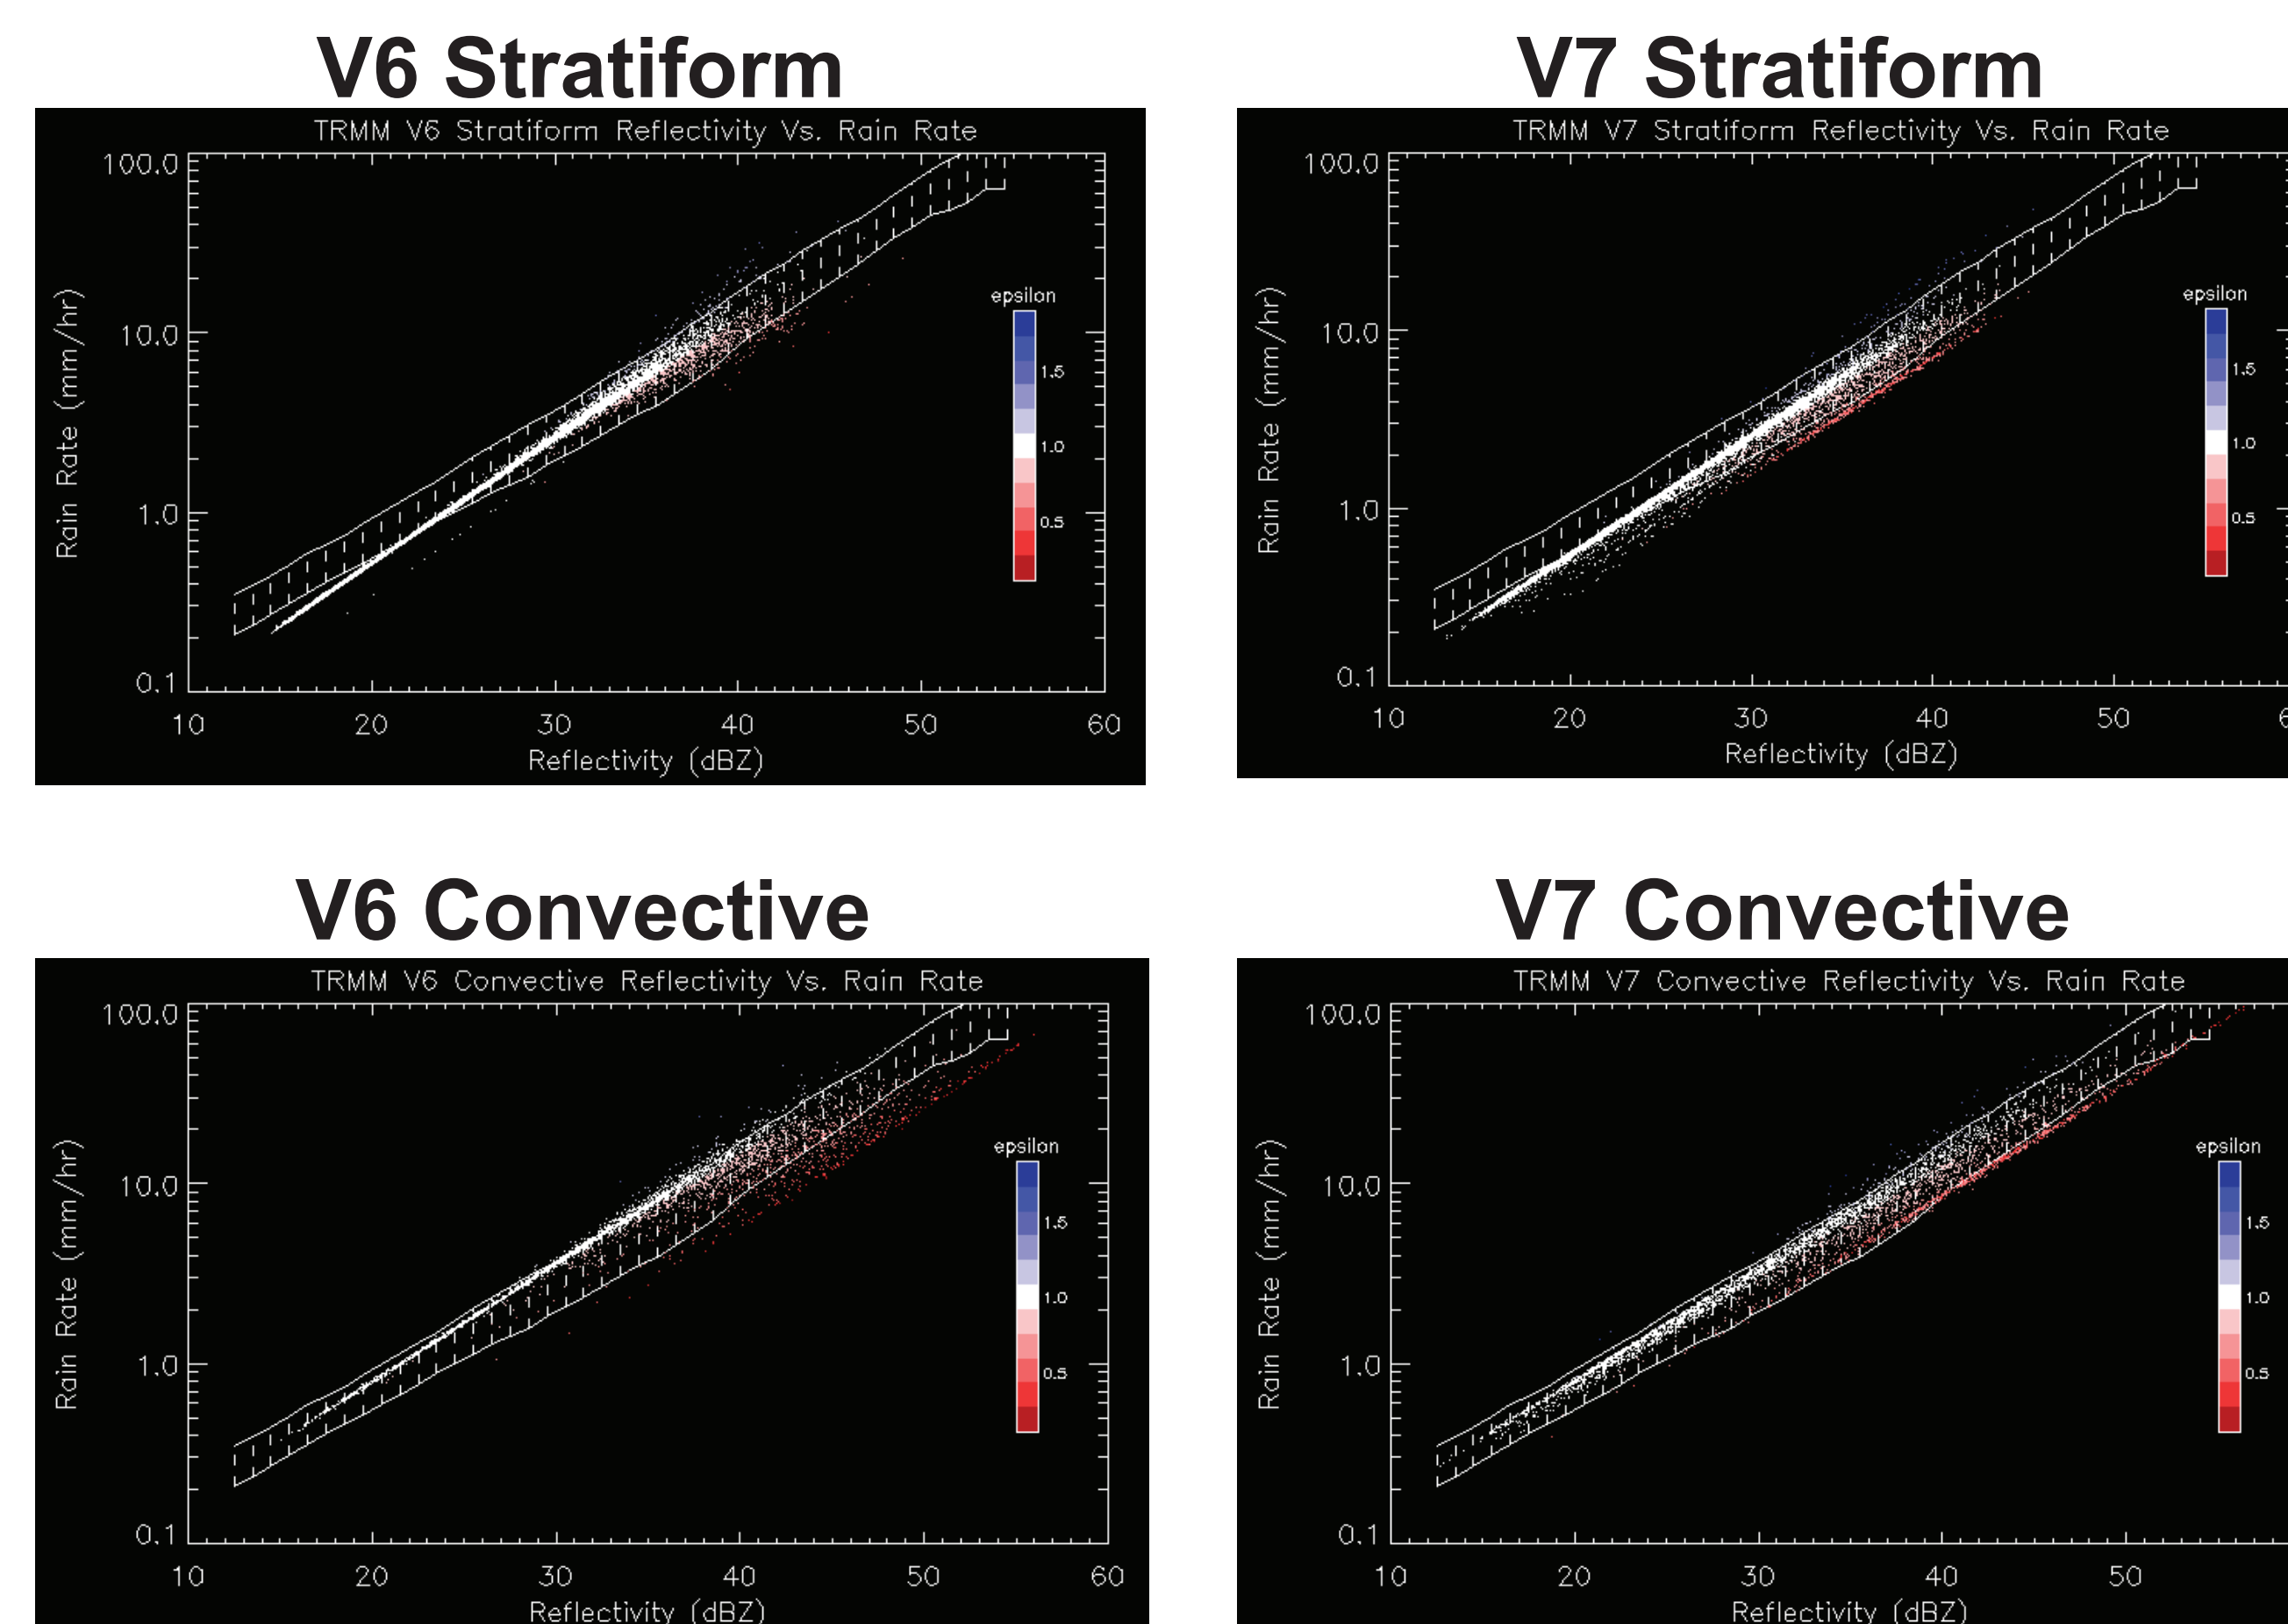 V6 Stratiform
V7 Stratiform
TRMM V6 Stratiform Reflectivity Vs. Rain Rate
100.0
10.0
1.0
0.1
Rain Rate (mm/hr)
epsilon
1.5
1.0
0.5
10 20 30 40 50 60
Reflectivity (dBZ)
TRMM V7 Stratiform Reflectivity Vs. Rain Rate
100.0
10.0
1.0
0.1
Rain Rate (mm/hr)
epsilon
1.5
1.0
0.5
10 20 30 40 50 6
Reflectivity (dBZ)
V6 Convective
V7 Convective
TRMM V6 Convective Reflectivity Vs. Rain Rate
100.0
10.0
1.0
0.1
Rain Rate (mm/hr)
epsilon
1.5
1.0
0.5
10 20 30 40 50 60
Reflectivity (dBZ)
TRMM V7 Convective Reflectivity Vs. Rain Rate
100.0
10.0
1.0
0.1
Rain Rate (mm/hr)
epsilon
1.5
1.0
0.5
10 20 30 40 50
Reflectivity (dBZ)